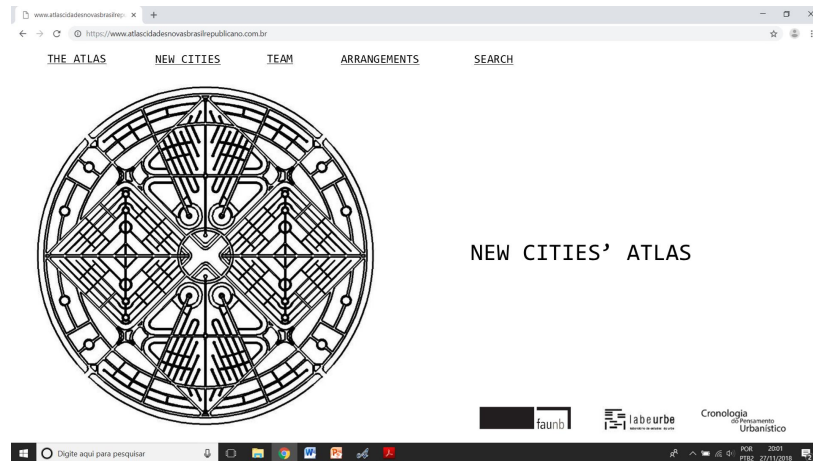 www.atlascidadesnovasbrasilrep
https://www.atlascidadesnovasbrasilrepublicano.com.br
THE ATLAS NEW CITIES TEAM ARRANGEMENTS SEARCH
NEW CITIES’ ATLAS
faunb
labeurbe
Cronologia
do Pensamento
Urbanístico
Digite aqui para pesquisar
POR 20:01
PTB2 27/11/2018